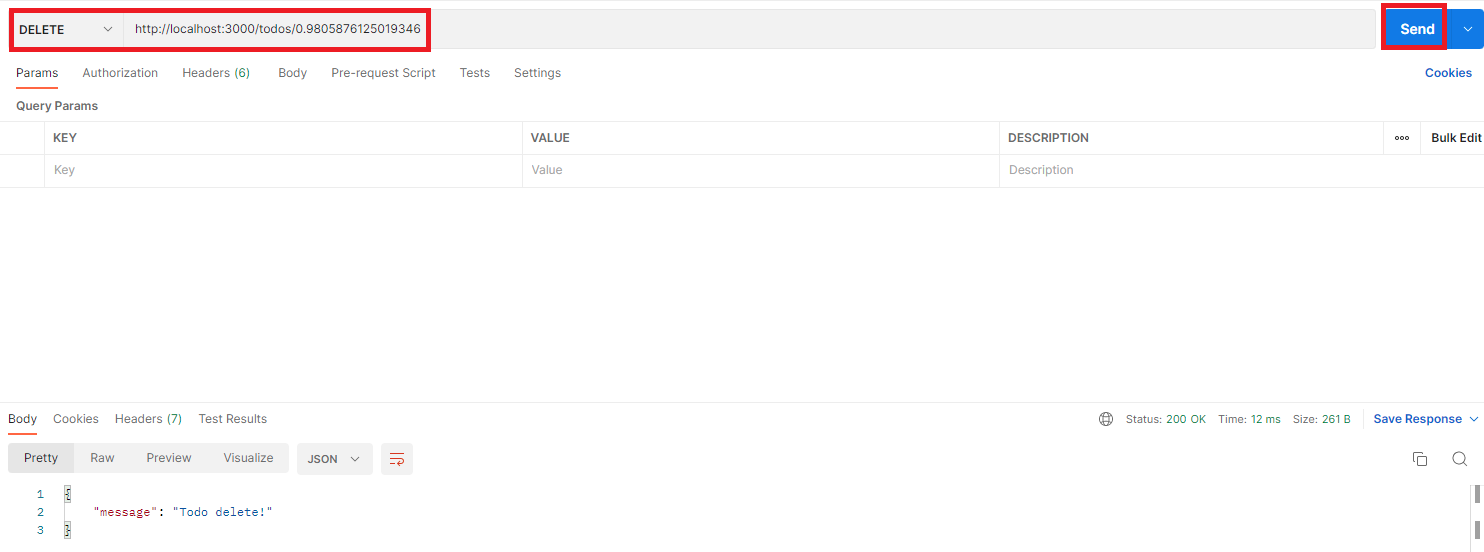 DELETE http://localhost:3000/todos/0.9805876125019346 Send
Params Authorization Headers (6) Body Pre-request Script Tests Settings Cookies
Query Params
KEY VALUE DESCRIPTION ooo Bulk Edit
Key Value Description
Body Cookies Headers (7) Test Results Status: 200 OK Time: 12 ms Size: 261 B Save Response
Pretty Raw Preview Visualize JSON
1 {
2 "message": "Todo delete!"
3 }